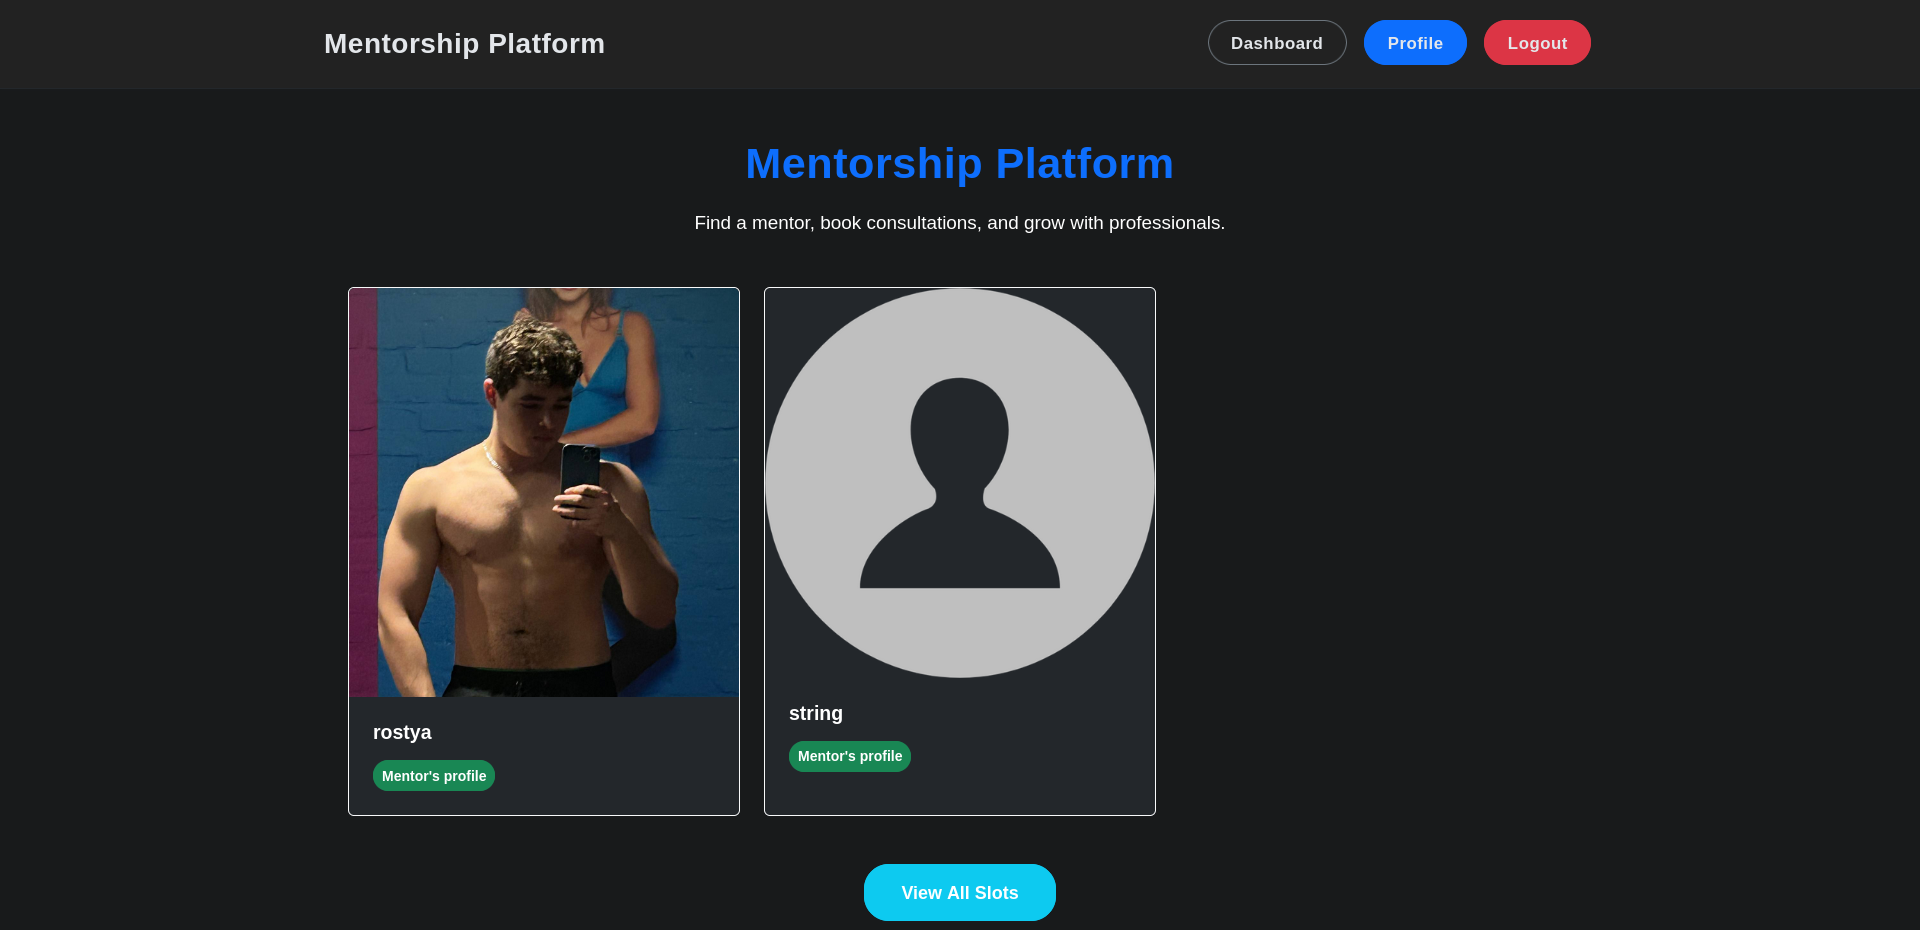 Mentorship Platform
Dashboard
Profile
Logout
Mentorship Platform
Find a mentor, book consultations, and grow with professionals.
rostya
Mentor's profile
string
Mentor's profile
View All Slots